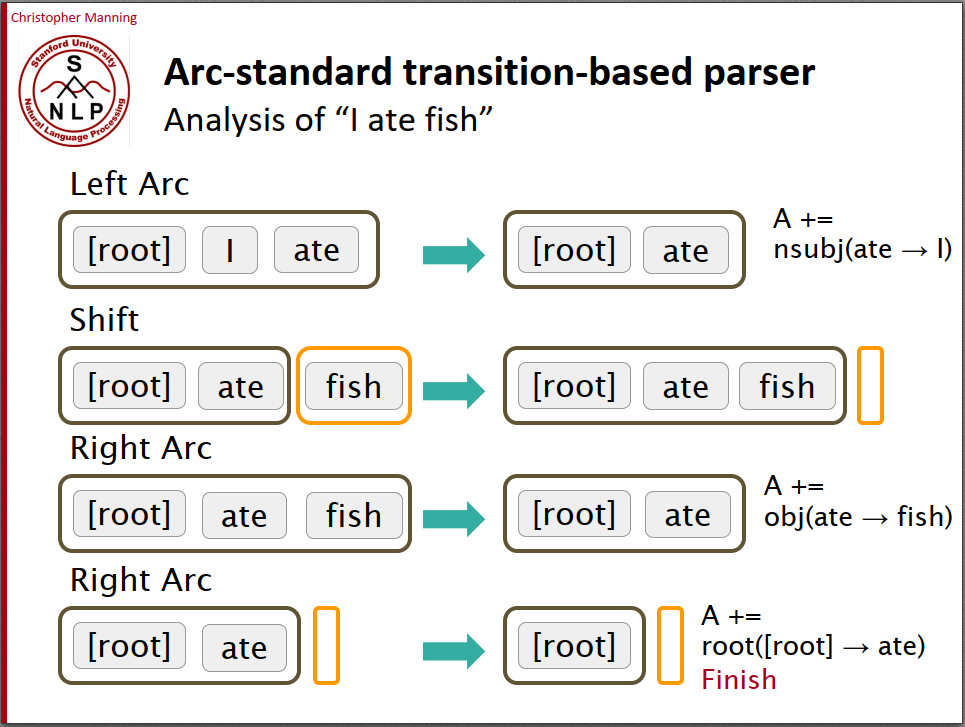 Christopher Manning
Stanford University
S
N L P
Natural Language Processing
Arc-standard transition-based parser
Analysis of “I ate fish”
Left Arc
[root] I ate [root] ate
A +=
nsubj(ate → I)
Shift
[root] ate fish [root] ate fish
Right Arc
[root] ate fish [root] ate
A +=
obj(ate → fish)
Right Arc
[root] ate [root]
A +=
root([root] → ate)
Finish